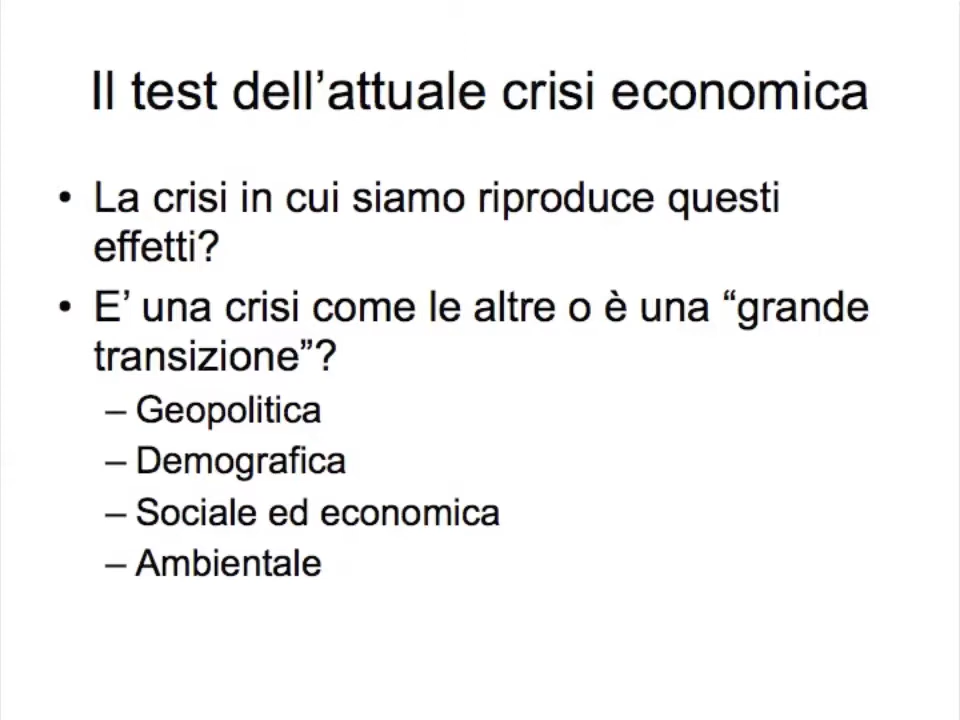 Il test dell’attuale crisi economica
• La crisi in cui siamo riproduce questi
effetti?
• E’ una crisi come le altre o è una “grande
transizione”?
– Geopolitica
– Demografica
– Sociale ed economica
– Ambientale